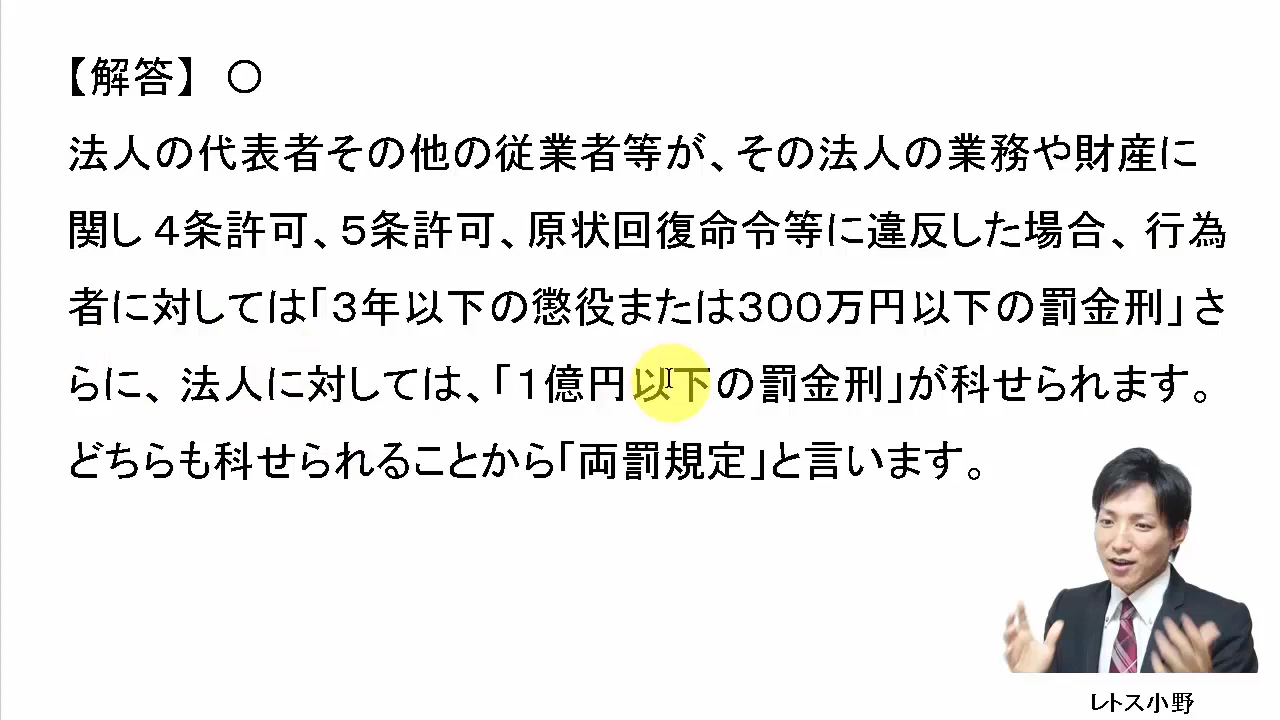 【解答】 ○
法人の代表者その他の従業者等が、その法人の業務や財産に
関し４条許可、５条許可、原状回復命令等に違反した場合、行為
者に対しては「３年以下の懲役または３００万円以下の罰金刑」さ
らに、法人に対しては、「１億円以下の罰金刑」が科せられます。
どちらも科せられることから「両罰規定」と言います。
レトス小野